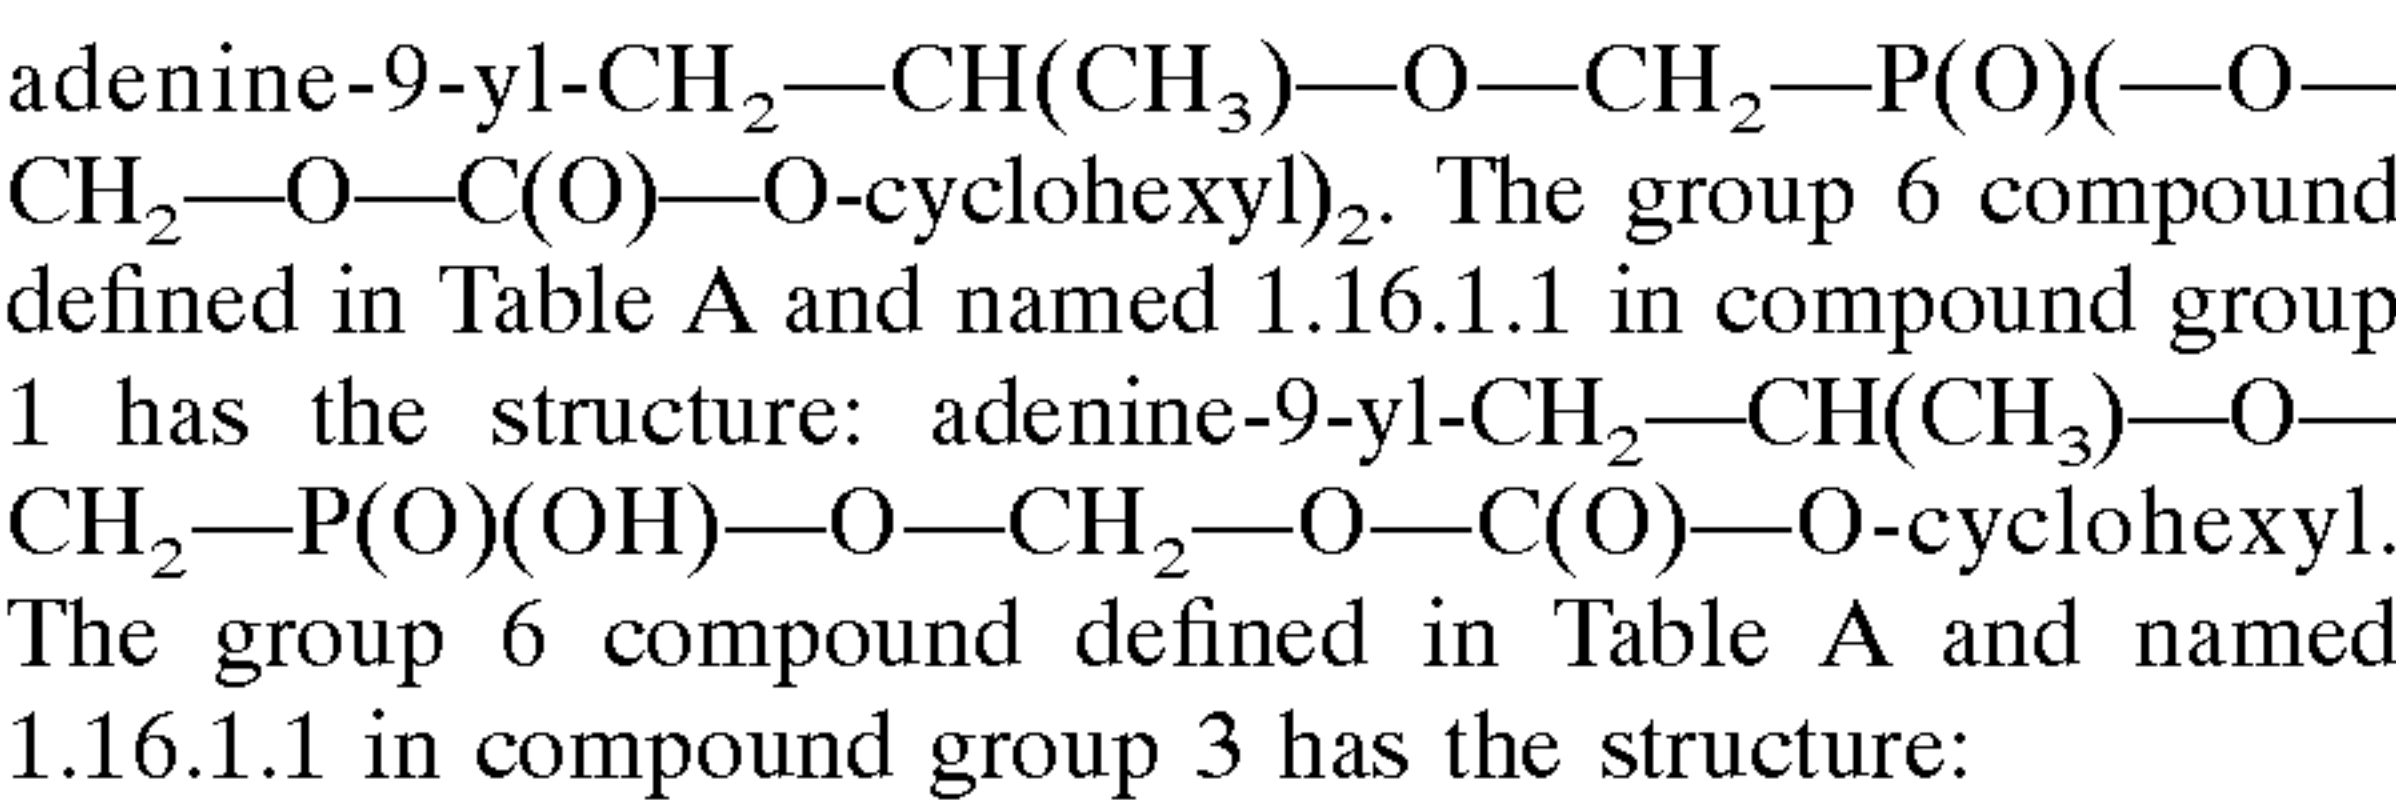 adenine-9-yl-CH₂—CH(CH₃)—O—CH₂—P(O)(—O—
CH₂—O—C(O)—O-cyclohexyl)₂. The group 6 compound
defined in Table A and named 1.16.1.1 in compound group
1 has the structure: adenine-9-yl-CH₂—CH(CH₃)—O—
CH₂—P(O)(OH)—O—CH₂—O—C(O)—O-cyclohexyl.
The group 6 compound defined in Table A and named
1.16.1.1 in compound group 3 has the structure: